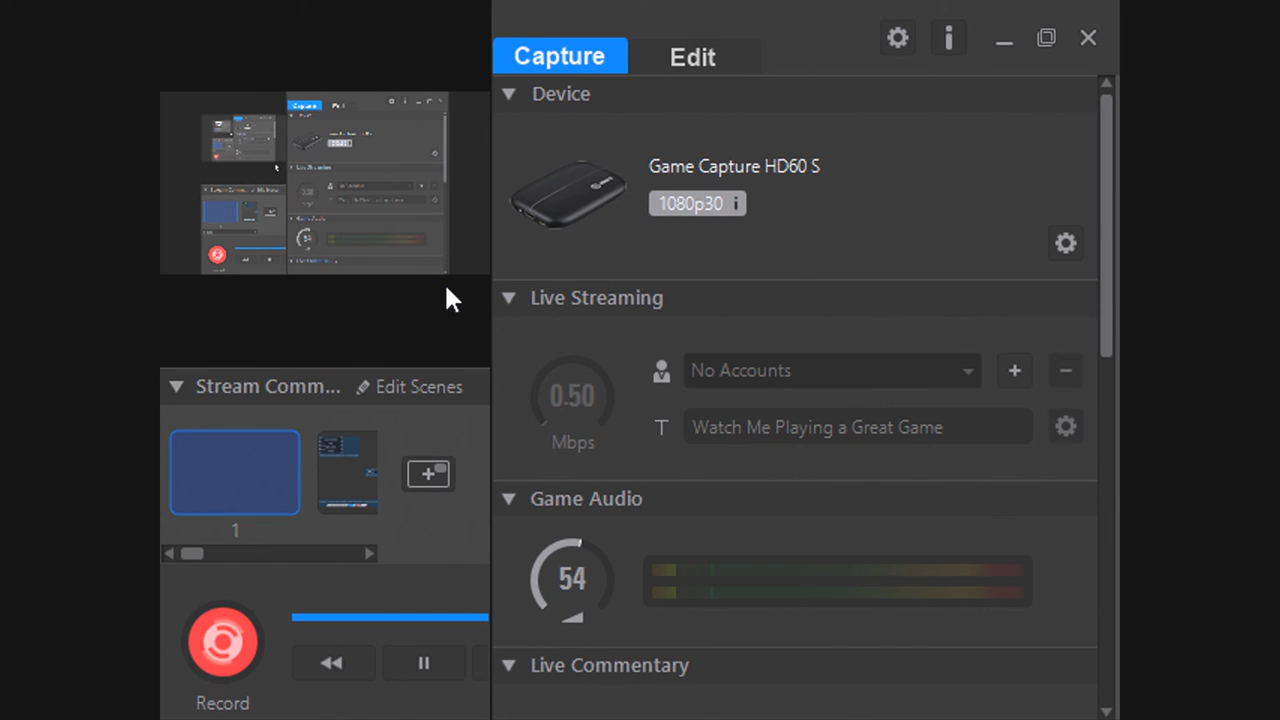 Capture
Edit
Device
Game Capture HD60 S
1080p30 i
Live Streaming
0.50
Mbps
No Accounts
T
Watch Me Playing a Great Game
Game Audio
54
Live Commentary
Stream Comm...
Edit Scenes
1
Record